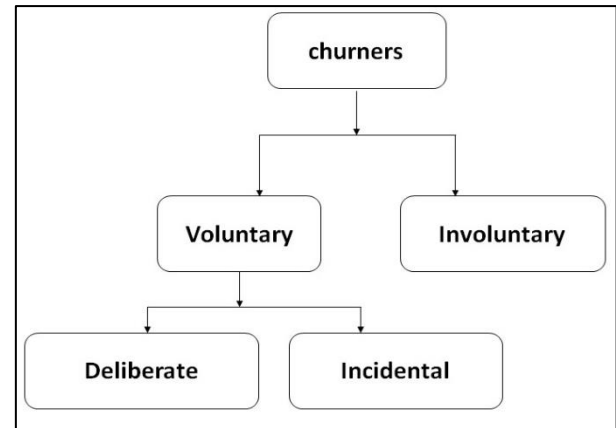 churners
Voluntary
Involuntary
Deliberate
Incidental